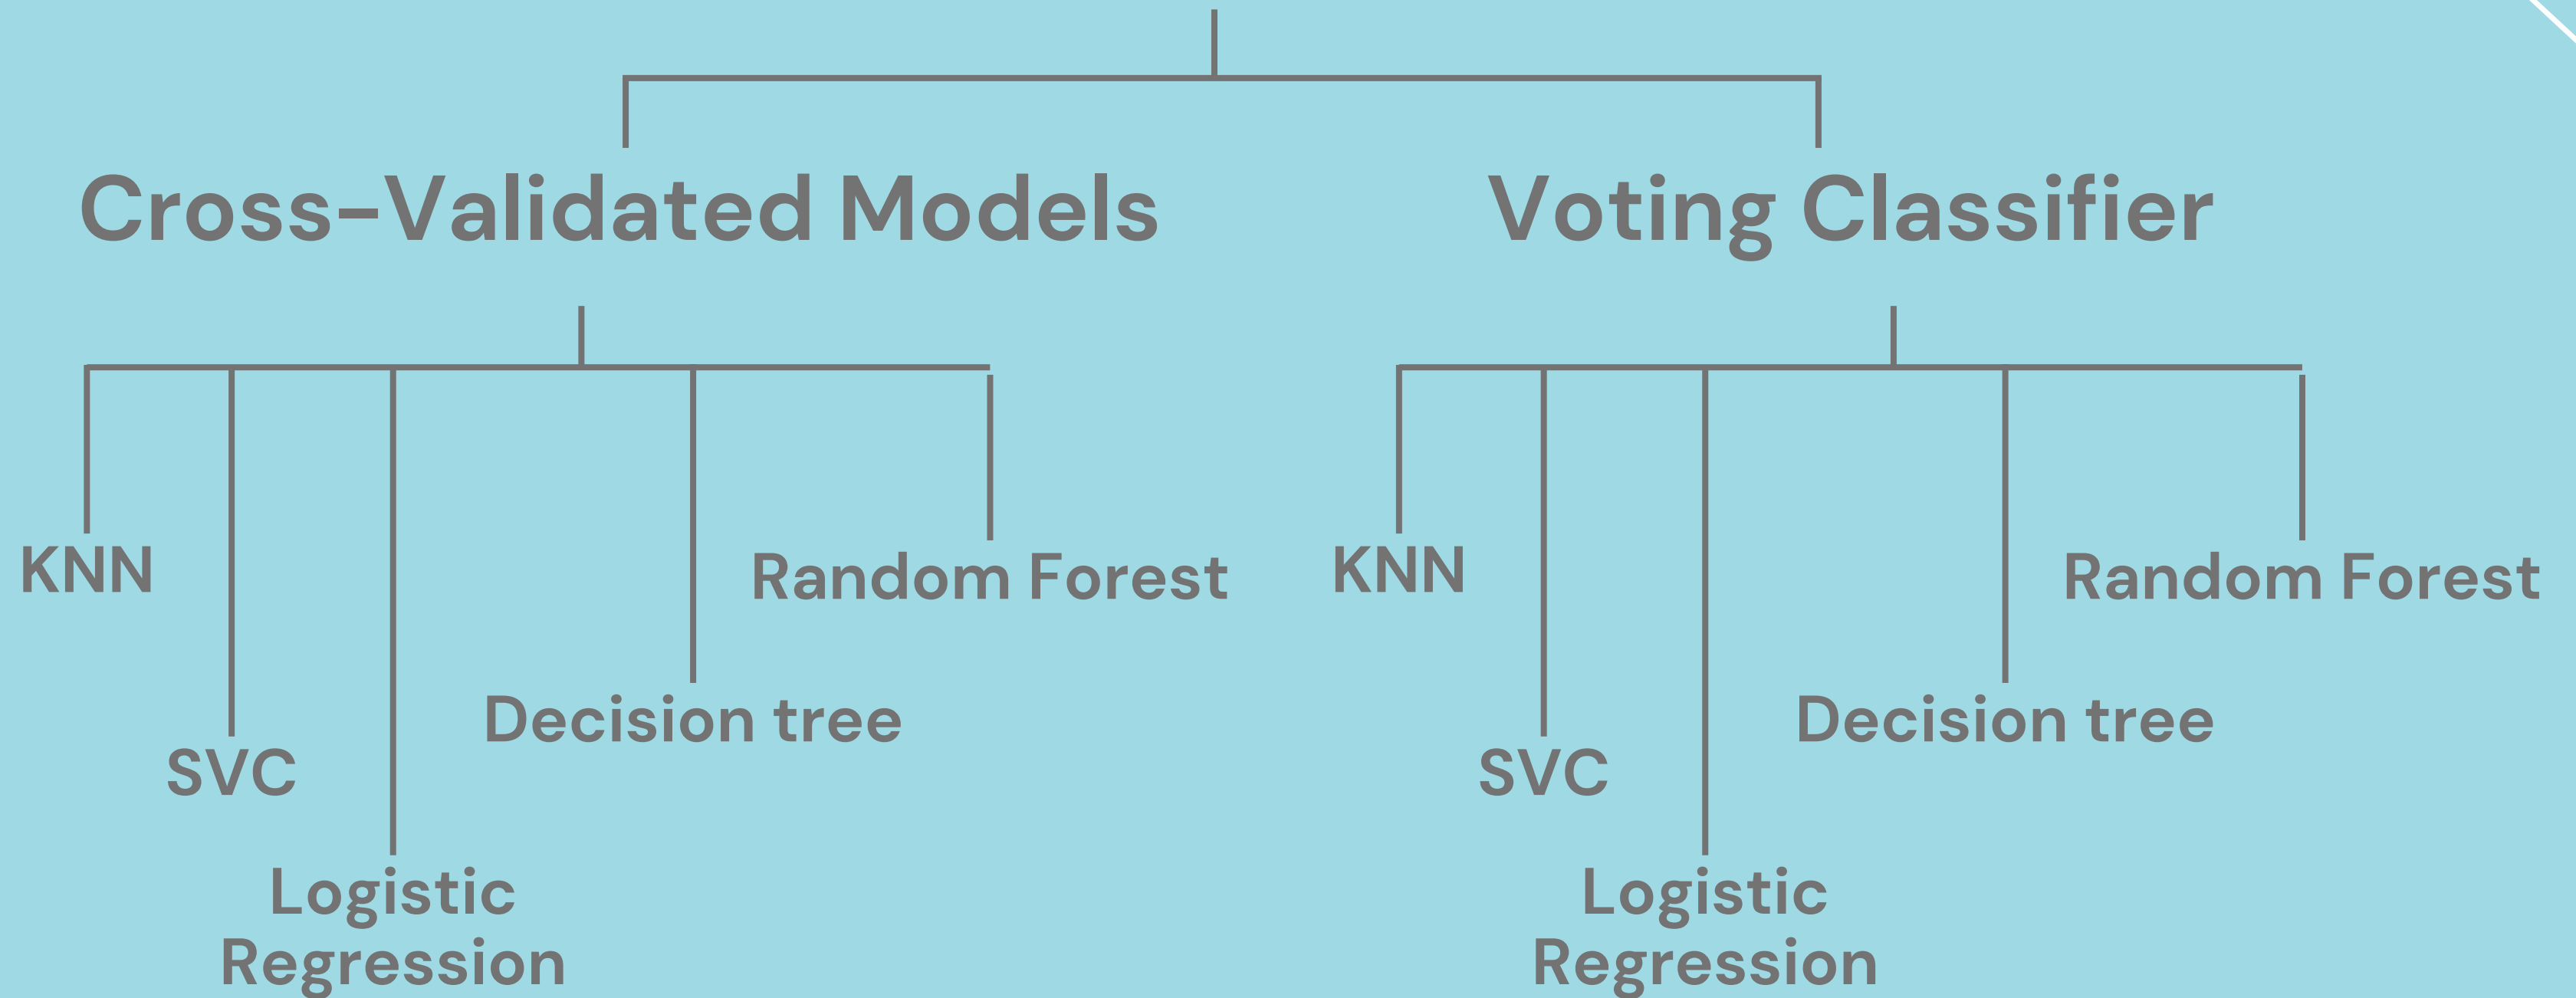 Cross-Validated Models
Voting Classifier
KNN
Random Forest
Decision tree
SVC
Logistic
Regression
KNN
Random Forest
Decision tree
SVC
Logistic
Regression